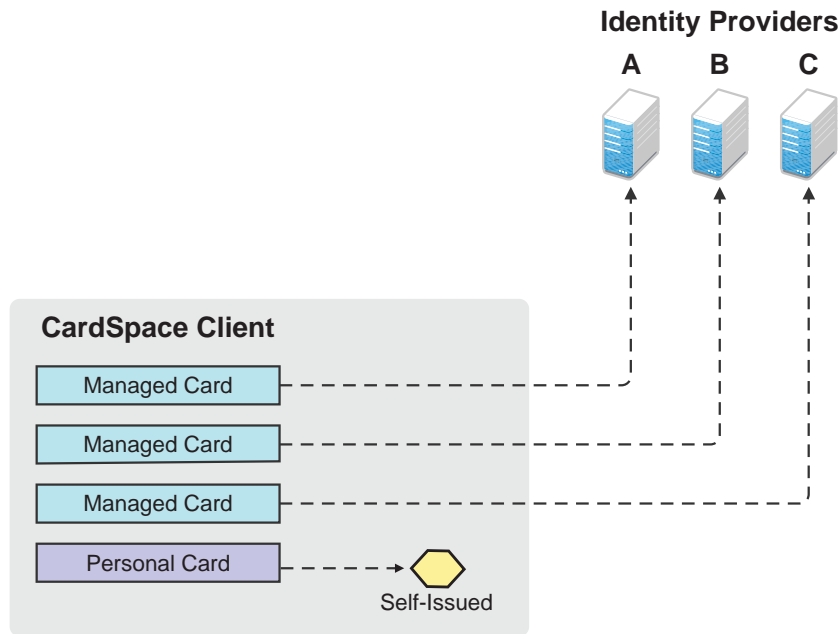 Identity Providers
A B C
CardSpace Client
Managed Card
Managed Card
Managed Card
Personal Card
Self-Issued